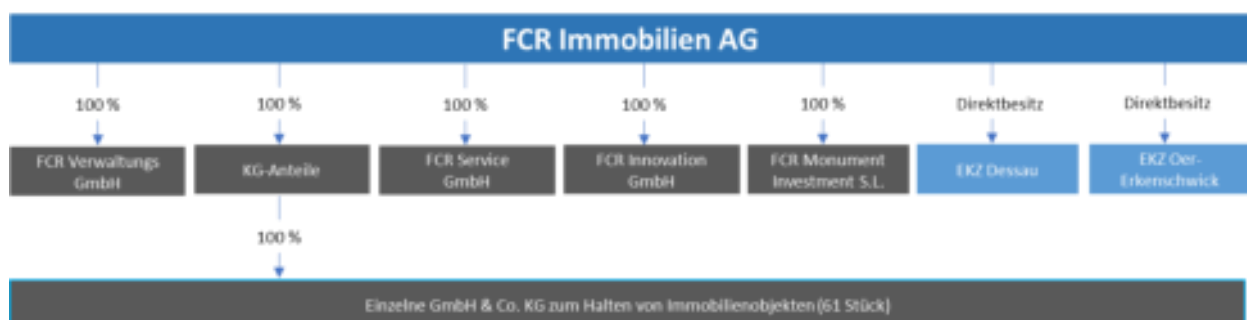 FCR Immobilien AG
100 % 100 % 100 % 100 % 100 % Direktbesitz Direktbesitz
FCR Verwaltungs
GmbH
KG-Anteile
FCR Service
GmbH
FCR Innovation
GmbH
FCR Monument
Investment S.L.
EKZ Dessau
EKZ Oer-
Erkenschwick
100 %
Einzelne GmbH & Co. KG zum Halten von Immobilienobjekten (61 Stück)